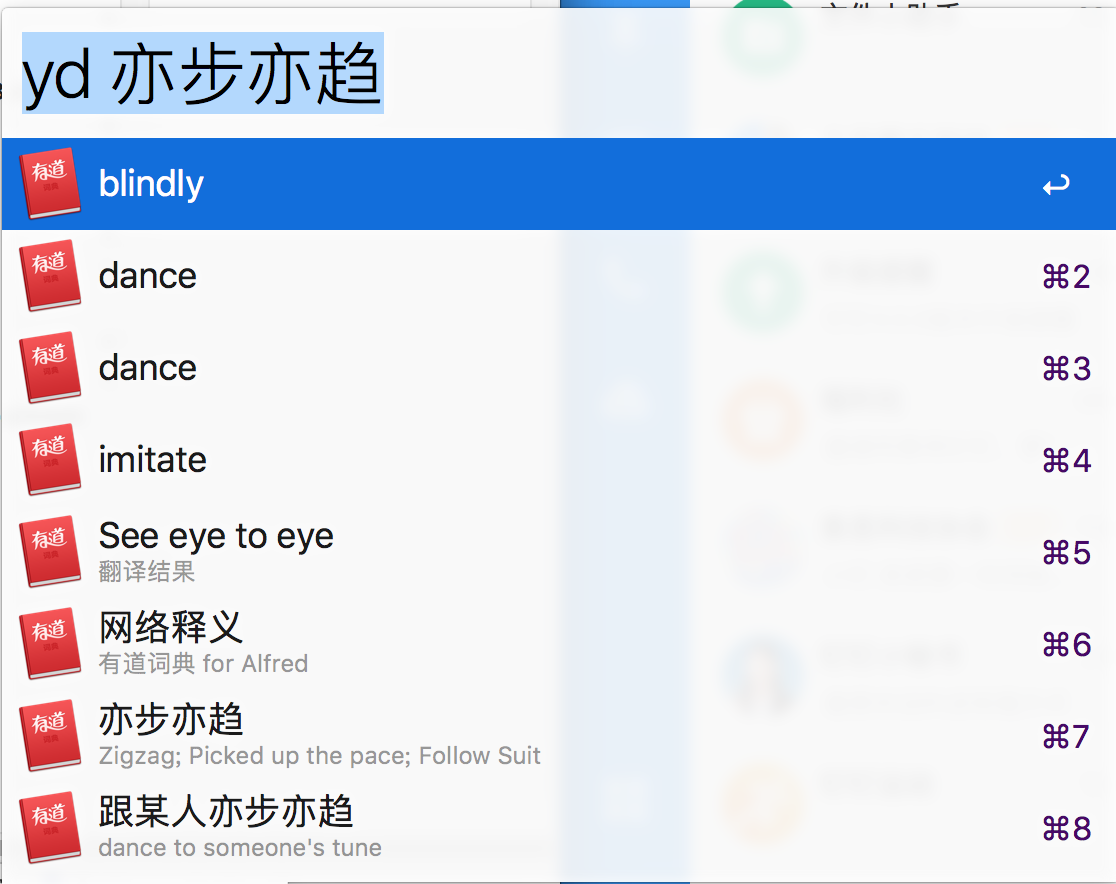 yd 亦步亦趋
有道
词典
blindly
有道
词典
dance
⌘2
有道
词典
dance
⌘3
有道
词典
imitate
⌘4
有道
词典
See eye to eye
翻译结果
⌘5
有道
词典
网络释义
有道词典 for Alfred
⌘6
有道
词典
亦步亦趋
Zigzag; Picked up the pace; Follow Suit
⌘7
有道
词典
跟某人亦步亦趋
dance to someone's tune
⌘8